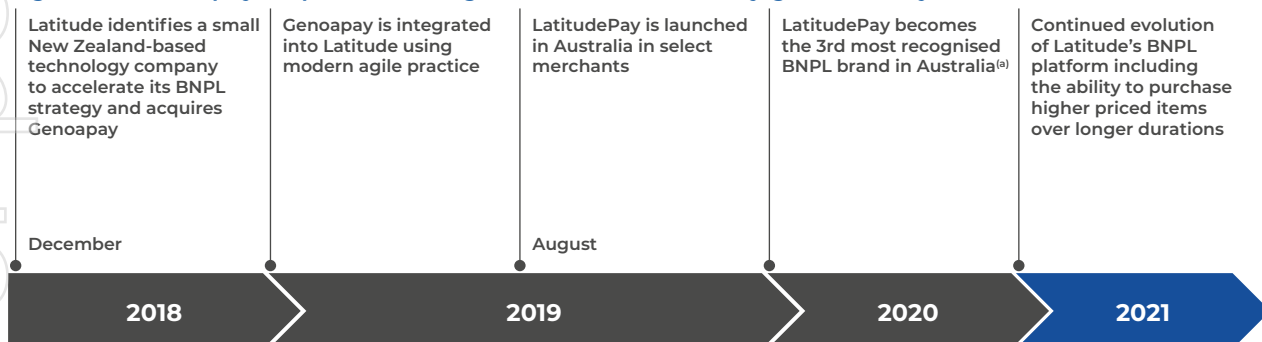 Latitude identifies a small
New Zealand-based
technology company
to accelerate its BNPL
strategy and acquires
Genoapay
December
Genoapay is integrated
into Latitude using
modern agile practice
LatitudePay is launched
in Australia in select
merchants
August
LatitudePay becomes
the 3rd most recognised
BNPL brand in Australia(a)
Continued evolution
of Latitude's BNPL
platform including
the ability to purchase
higher priced items
over longer durations
2018
2019
2020
2021